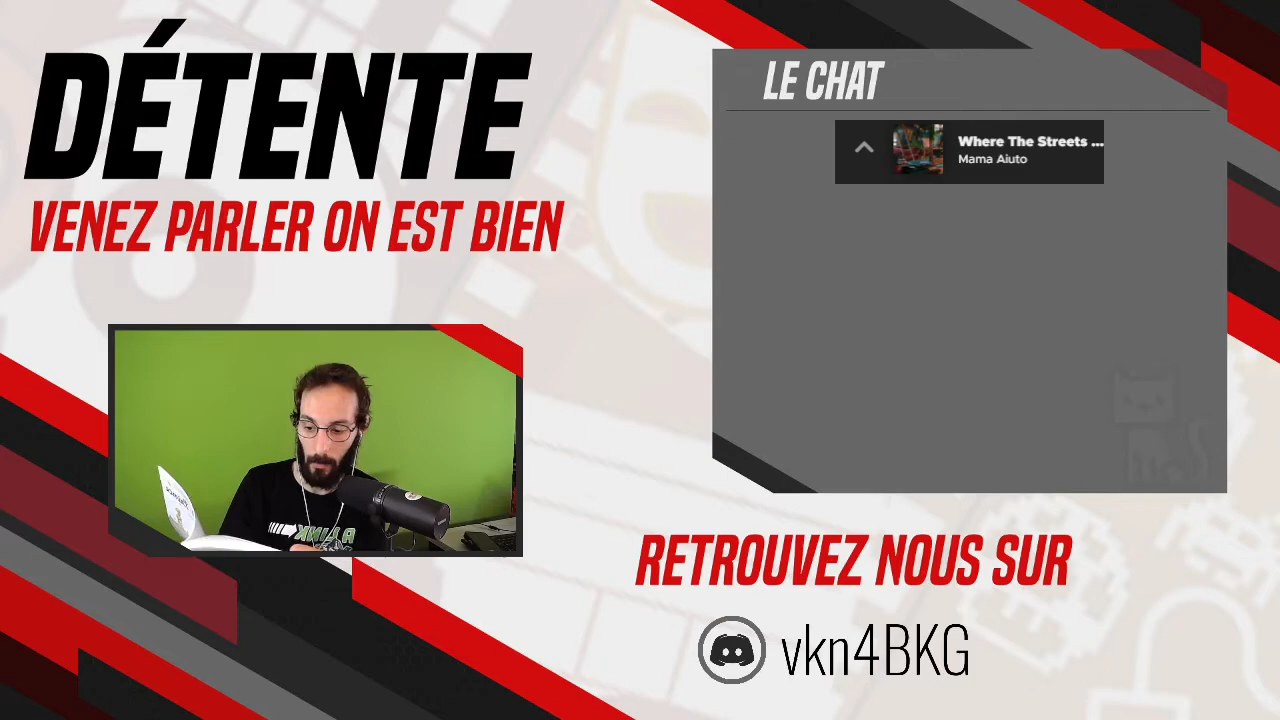 DÉTENTE
VENEZ PARLER ON EST BIEN
LE CHAT
Where The Streets ...
Mama Aiuto
RETROUVEZ NOUS SUR
vkn4BKG